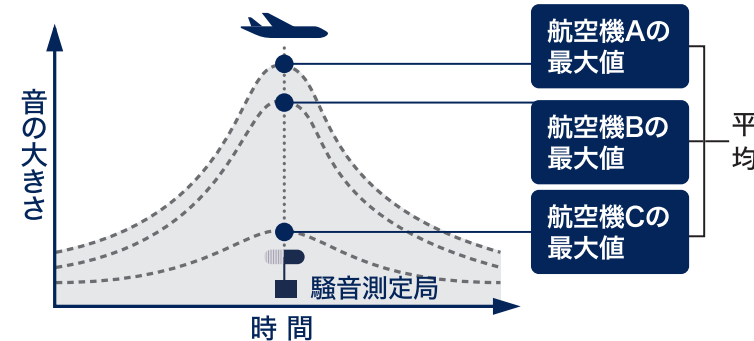 航空機Aの
最大値
航空機Bの
最大値
航空機Cの
最大値
平
均
音の大きさ
騒音測定局
時間